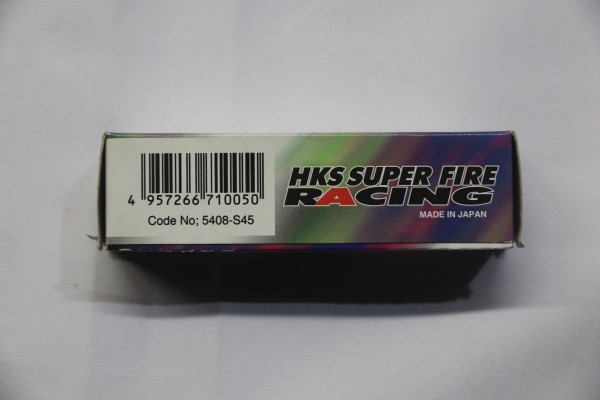 4 957266 710050
Code No; 5408-S45
HKS SUPER FIRE
RACING
MADE IN JAPAN